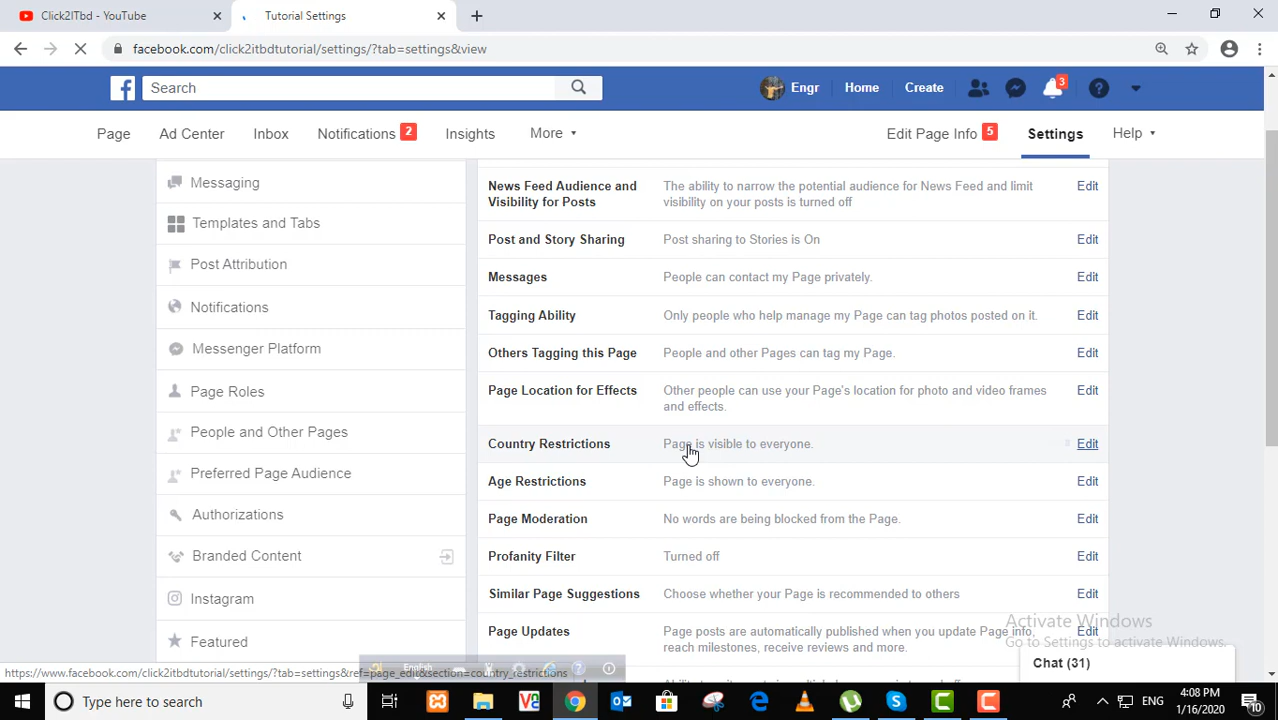 Click2ITbd - YouTube
Tutorial Settings
facebook.com/click2itbdtutorial/settings/?tab=settings&view
Search
Engr
Home
Create
3
Page
Ad Center
Inbox
Notifications 2
Insights
More
Edit Page Info 5
Settings
Help
Messaging
Templates and Tabs
Post Attribution
Notifications
Messenger Platform
Page Roles
People and Other Pages
Preferred Page Audience
Authorizations
Branded Content
Instagram
Featured
News Feed Audience and
Visibility for Posts
The ability to narrow the potential audience for News Feed and limit
visibility on your posts is turned off
Edit
Post and Story Sharing
Post sharing to Stories is On
Edit
Messages
People can contact my Page privately.
Edit
Tagging Ability
Only people who help manage my Page can tag photos posted on it.
Edit
Others Tagging this Page
People and other Pages can tag my Page.
Edit
Page Location for Effects
Other people can use your Page's location for photo and video frames
and effects.
Edit
Country Restrictions
Page is visible to everyone.
Edit
Age Restrictions
Page is shown to everyone.
Edit
Page Moderation
No words are being blocked from the Page.
Edit
Profanity Filter
Turned off
Edit
Similar Page Suggestions
Choose whether your Page is recommended to others
Edit
Page Updates
Page posts are automatically published when you update Page info,
reach milestones, receive reviews and more.
Edit
Activate Windows
Go to Settings to activate Windows.
Chat (31)
English
https://www.facebook.com/click2itbdtutorial/settings/?tab=settings&ref=page_edit&section=country_restrictions
Type here to search
ENG
4:08 PM
1/16/2020
10